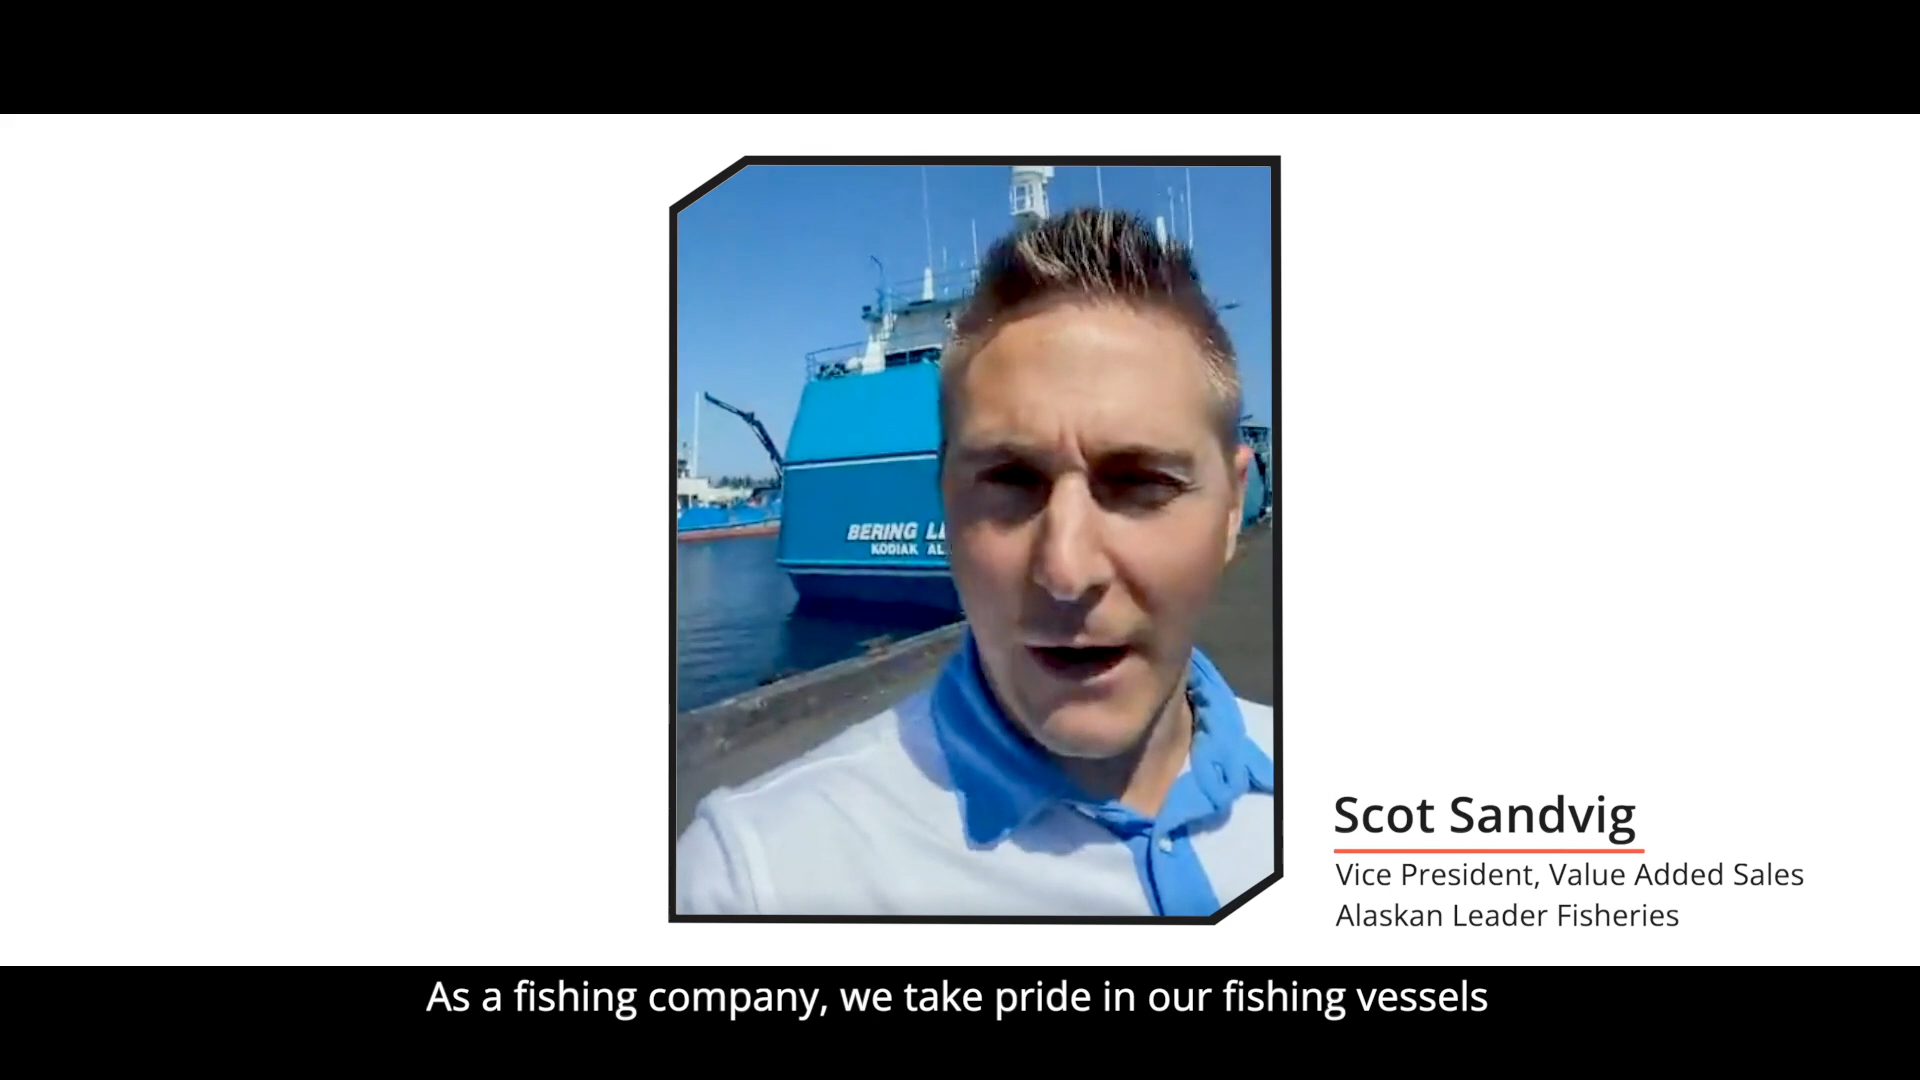 BERING
KODIAK
Scot Sandvig
Vice President, Value Added Sales
Alaskan Leader Fisheries
As a fishing company, we take pride in our fishing vessels